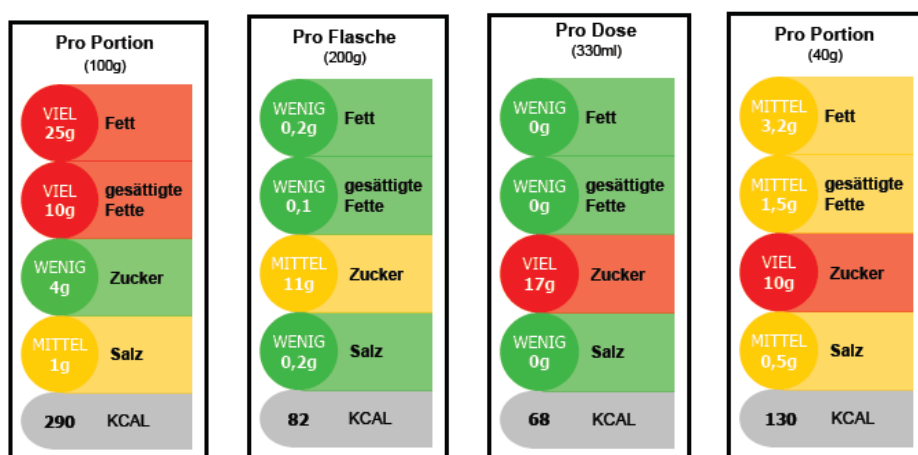 Pro Portion
(100g)
VIEL
25g
Fett
VIEL
10g
gesättigte
Fette
WENIG
4g
Zucker
MITTEL
1g
Salz
290 KCAL
Pro Flasche
(200g)
WENIG
0,2g
Fett
WENIG
0,1
gesättigte
Fette
MITTEL
11g
Zucker
WENIG
0,2g
Salz
82 KCAL
Pro Dose
(330ml)
WENIG
0g
Fett
WENIG
0g
gesättigte
Fette
VIEL
17g
Zucker
WENIG
0g
Salz
68 KCAL
Pro Portion
(40g)
MITTEL
3,2g
Fett
MITTEL
1,5g
gesättigte
Fette
VIEL
10g
Zucker
MITTEL
0,5g
Salz
130 KCAL